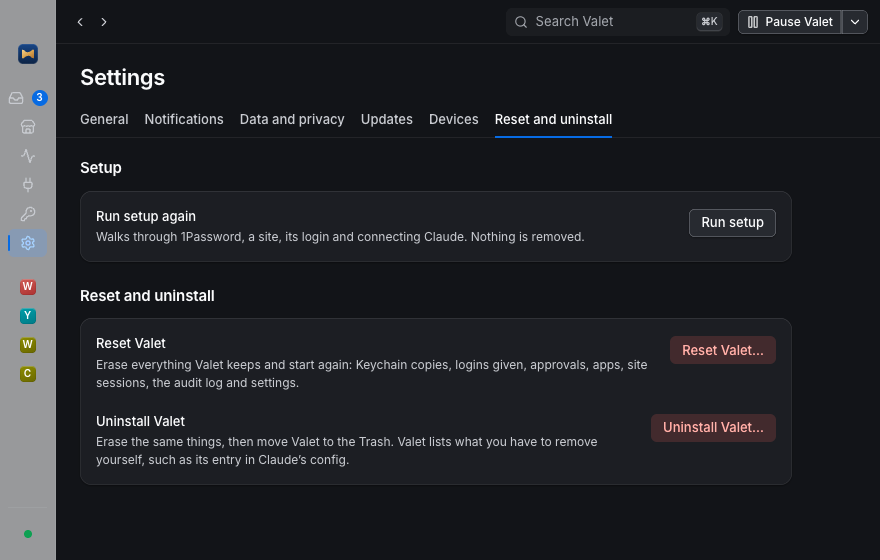 Search Valet
⌘K
Pause Valet
3
Settings
General
Notifications
Data and privacy
Updates
Devices
Reset and uninstall
Setup
Run setup again
Walks through 1Password, a site, its login and connecting Claude. Nothing is removed.
Run setup
Reset and uninstall
Reset Valet
Erase everything Valet keeps and start again: Keychain copies, logins given, approvals, apps, site
sessions, the audit log and settings.
Reset Valet…
Uninstall Valet
Erase the same things, then move Valet to the Trash. Valet lists what you have to remove
yourself, such as its entry in Claude’s config.
Uninstall Valet…
W
Y
W
C